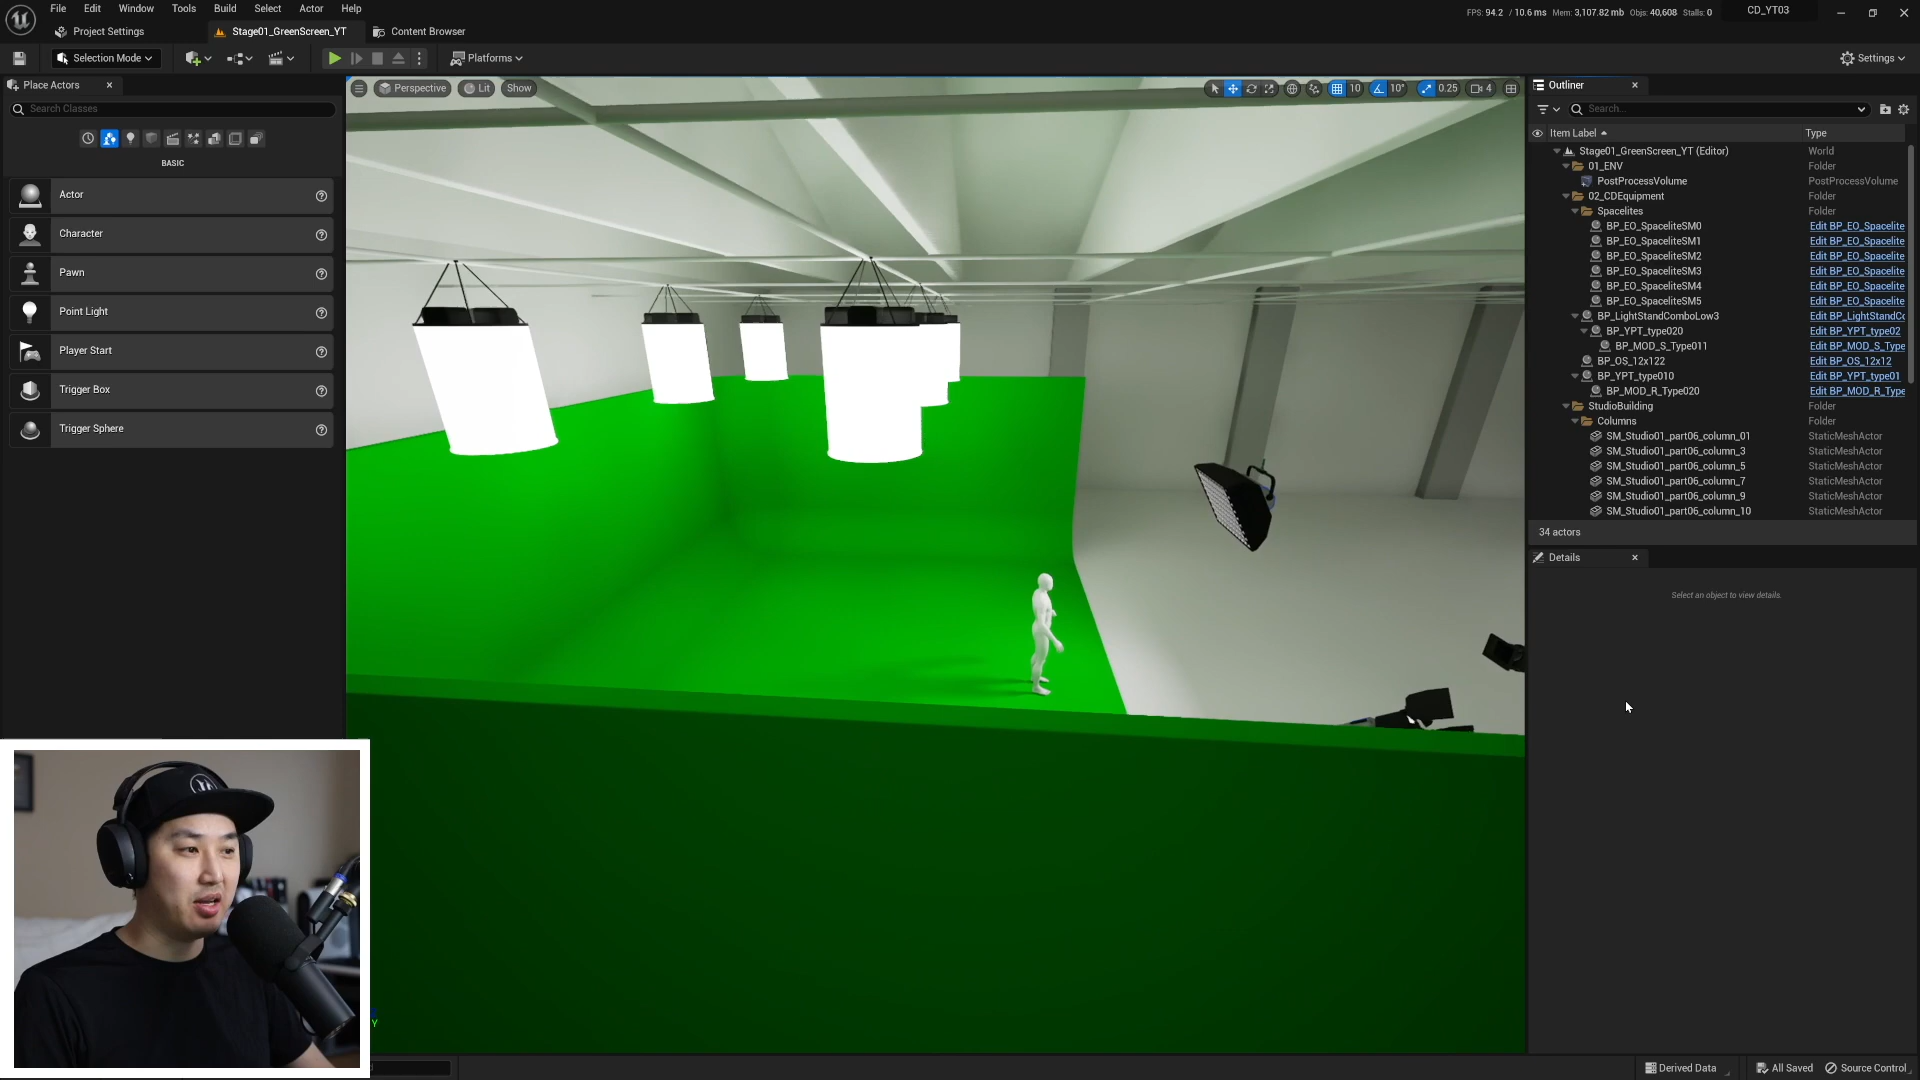 File Edit Window Tools Build Select Actor Help
FPS: 94.2 / 10.6 ms Mem: 3,107.82 mb Objs: 40,608 Stalls: 0
CD_YT03
Project Settings
Stage01_GreenScreen_YT
Content Browser
Selection Mode
Platforms
Settings
Place Actors
Search Classes
BASIC
Actor
Character
Pawn
Point Light
Player Start
Trigger Box
Trigger Sphere
Perspective Lit Show
10 10° 0.25 4
Y
Outliner
Search...
Item Label Type
Stage01_GreenScreen_YT (Editor) World
01_ENV Folder
PostProcessVolume PostProcessVolume
02_CDEquipment Folder
Spacelites Folder
BP_EO_SpaceliteSM0 Edit BP_EO_Spacelite
BP_EO_SpaceliteSM1 Edit BP_EO_Spacelite
BP_EO_SpaceliteSM2 Edit BP_EO_Spacelite
BP_EO_SpaceliteSM3 Edit BP_EO_Spacelite
BP_EO_SpaceliteSM4 Edit BP_EO_Spacelite
BP_EO_SpaceliteSM5 Edit BP_EO_Spacelite
BP_LightStandComboLow3 Edit BP_LightStandCo
BP_YPT_type020 Edit BP_YPT_type02
BP_MOD_S_Type011 Edit BP_MOD_S_Type
BP_OS_12x122 Edit BP_OS_12x12
BP_YPT_type010 Edit BP_YPT_type01
BP_MOD_R_Type020 Edit BP_MOD_R_Type
StudioBuilding Folder
Columns Folder
SM_Studio01_part06_column_01 StaticMeshActor
SM_Studio01_part06_column_3 StaticMeshActor
SM_Studio01_part06_column_5 StaticMeshActor
SM_Studio01_part06_column_7 StaticMeshActor
SM_Studio01_part06_column_9 StaticMeshActor
SM_Studio01_part06_column_10 StaticMeshActor
34 actors
Details
Select an object to view details.
Derived Data All Saved Source Control